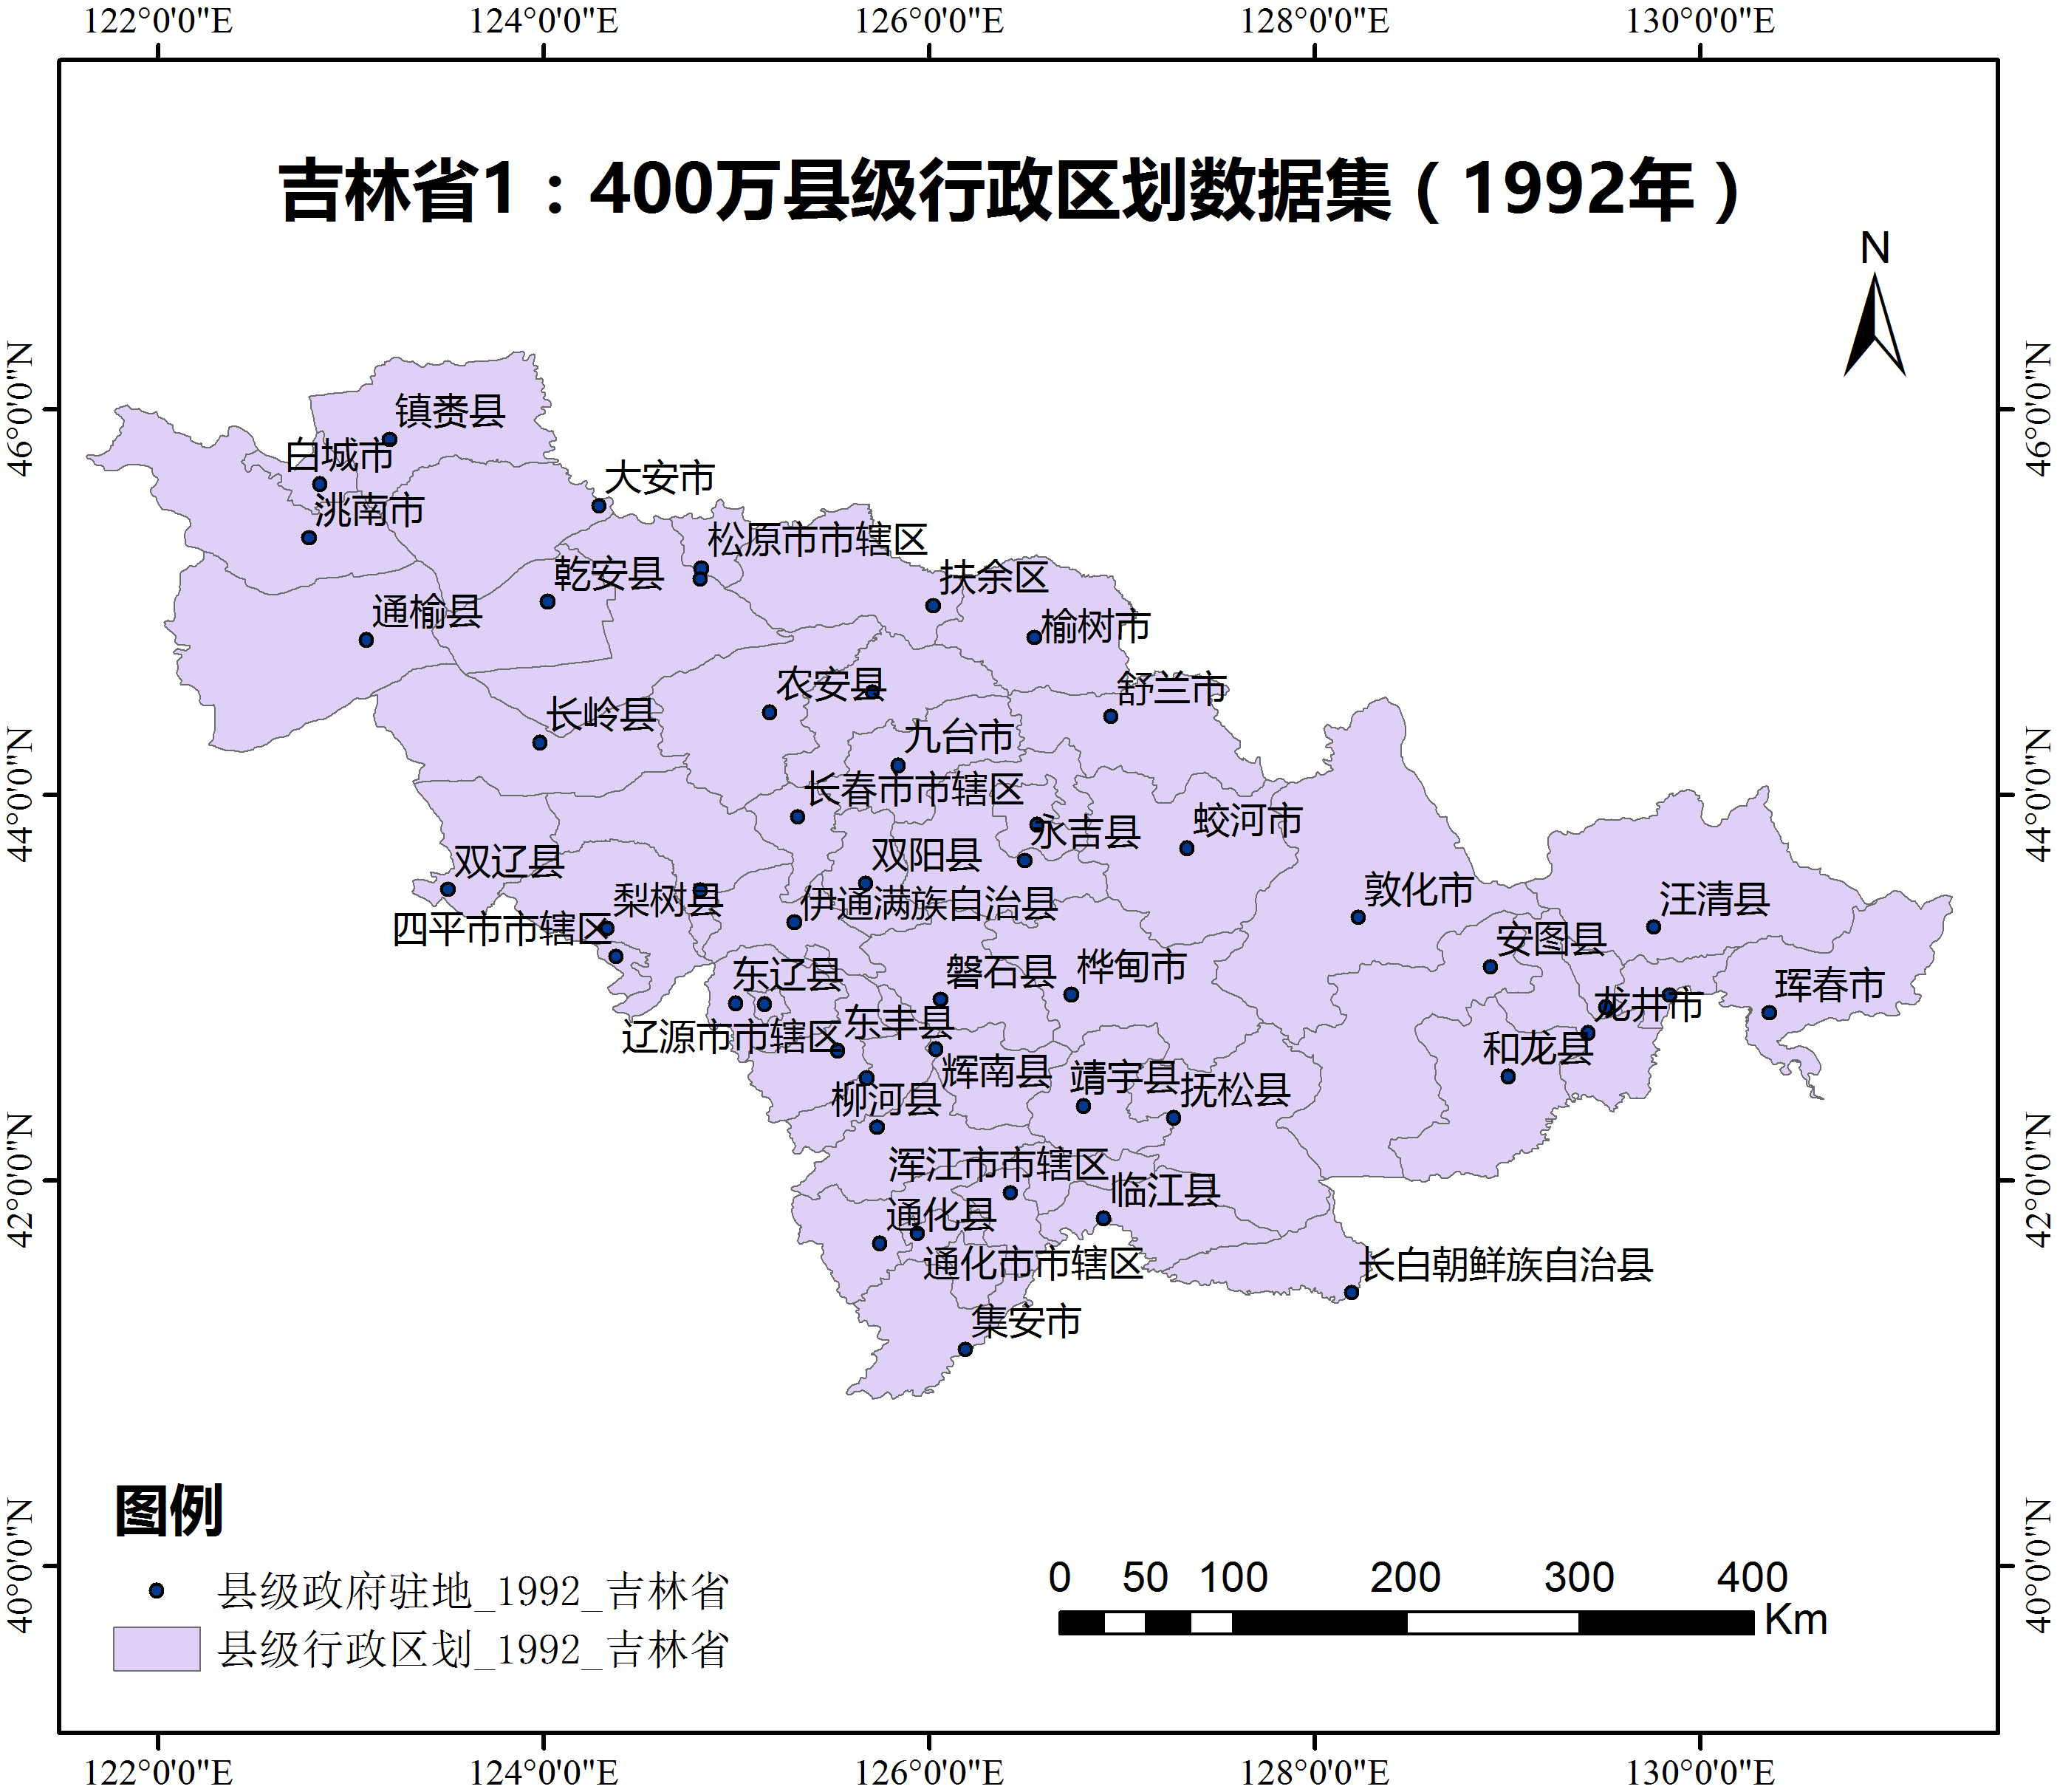 122°0'0"E 124°0'0"E 126°0'0"E 128°0'0"E 130°0'0"E
吉林省1：400万县级行政区划数据集（1992年）
N
46°0'0"N 46°0'0"N
镇赉县
白城市
大安市
洮南市
松原市市辖区
乾安县
扶余区
通榆县
榆树市
农安县
舒兰市
长岭县
九台市
44°0'0"N 44°0'0"N
长春市市辖区
蛟河市
永吉县
双阳县
双辽县
敦化市
梨树县
伊通满族自治县
汪清县
四平市市辖区
安图县
桦甸市
磐石县
东辽县
珲春市
龙井市
东丰县
辽源市市辖区
和龙县
辉南县
靖宇县
抚松县
柳河县
42°0'0"N 42°0'0"N
浑江市市辖区
临江县
通化县
通化市市辖区
长白朝鲜族自治县
集安市
图例
40°0'0"N 40°0'0"N
县级政府驻地_1992_吉林省
县级行政区划_1992_吉林省
0 50 100 200 300 400
Km
122°0'0"E 124°0'0"E 126°0'0"E 128°0'0"E 130°0'0"E